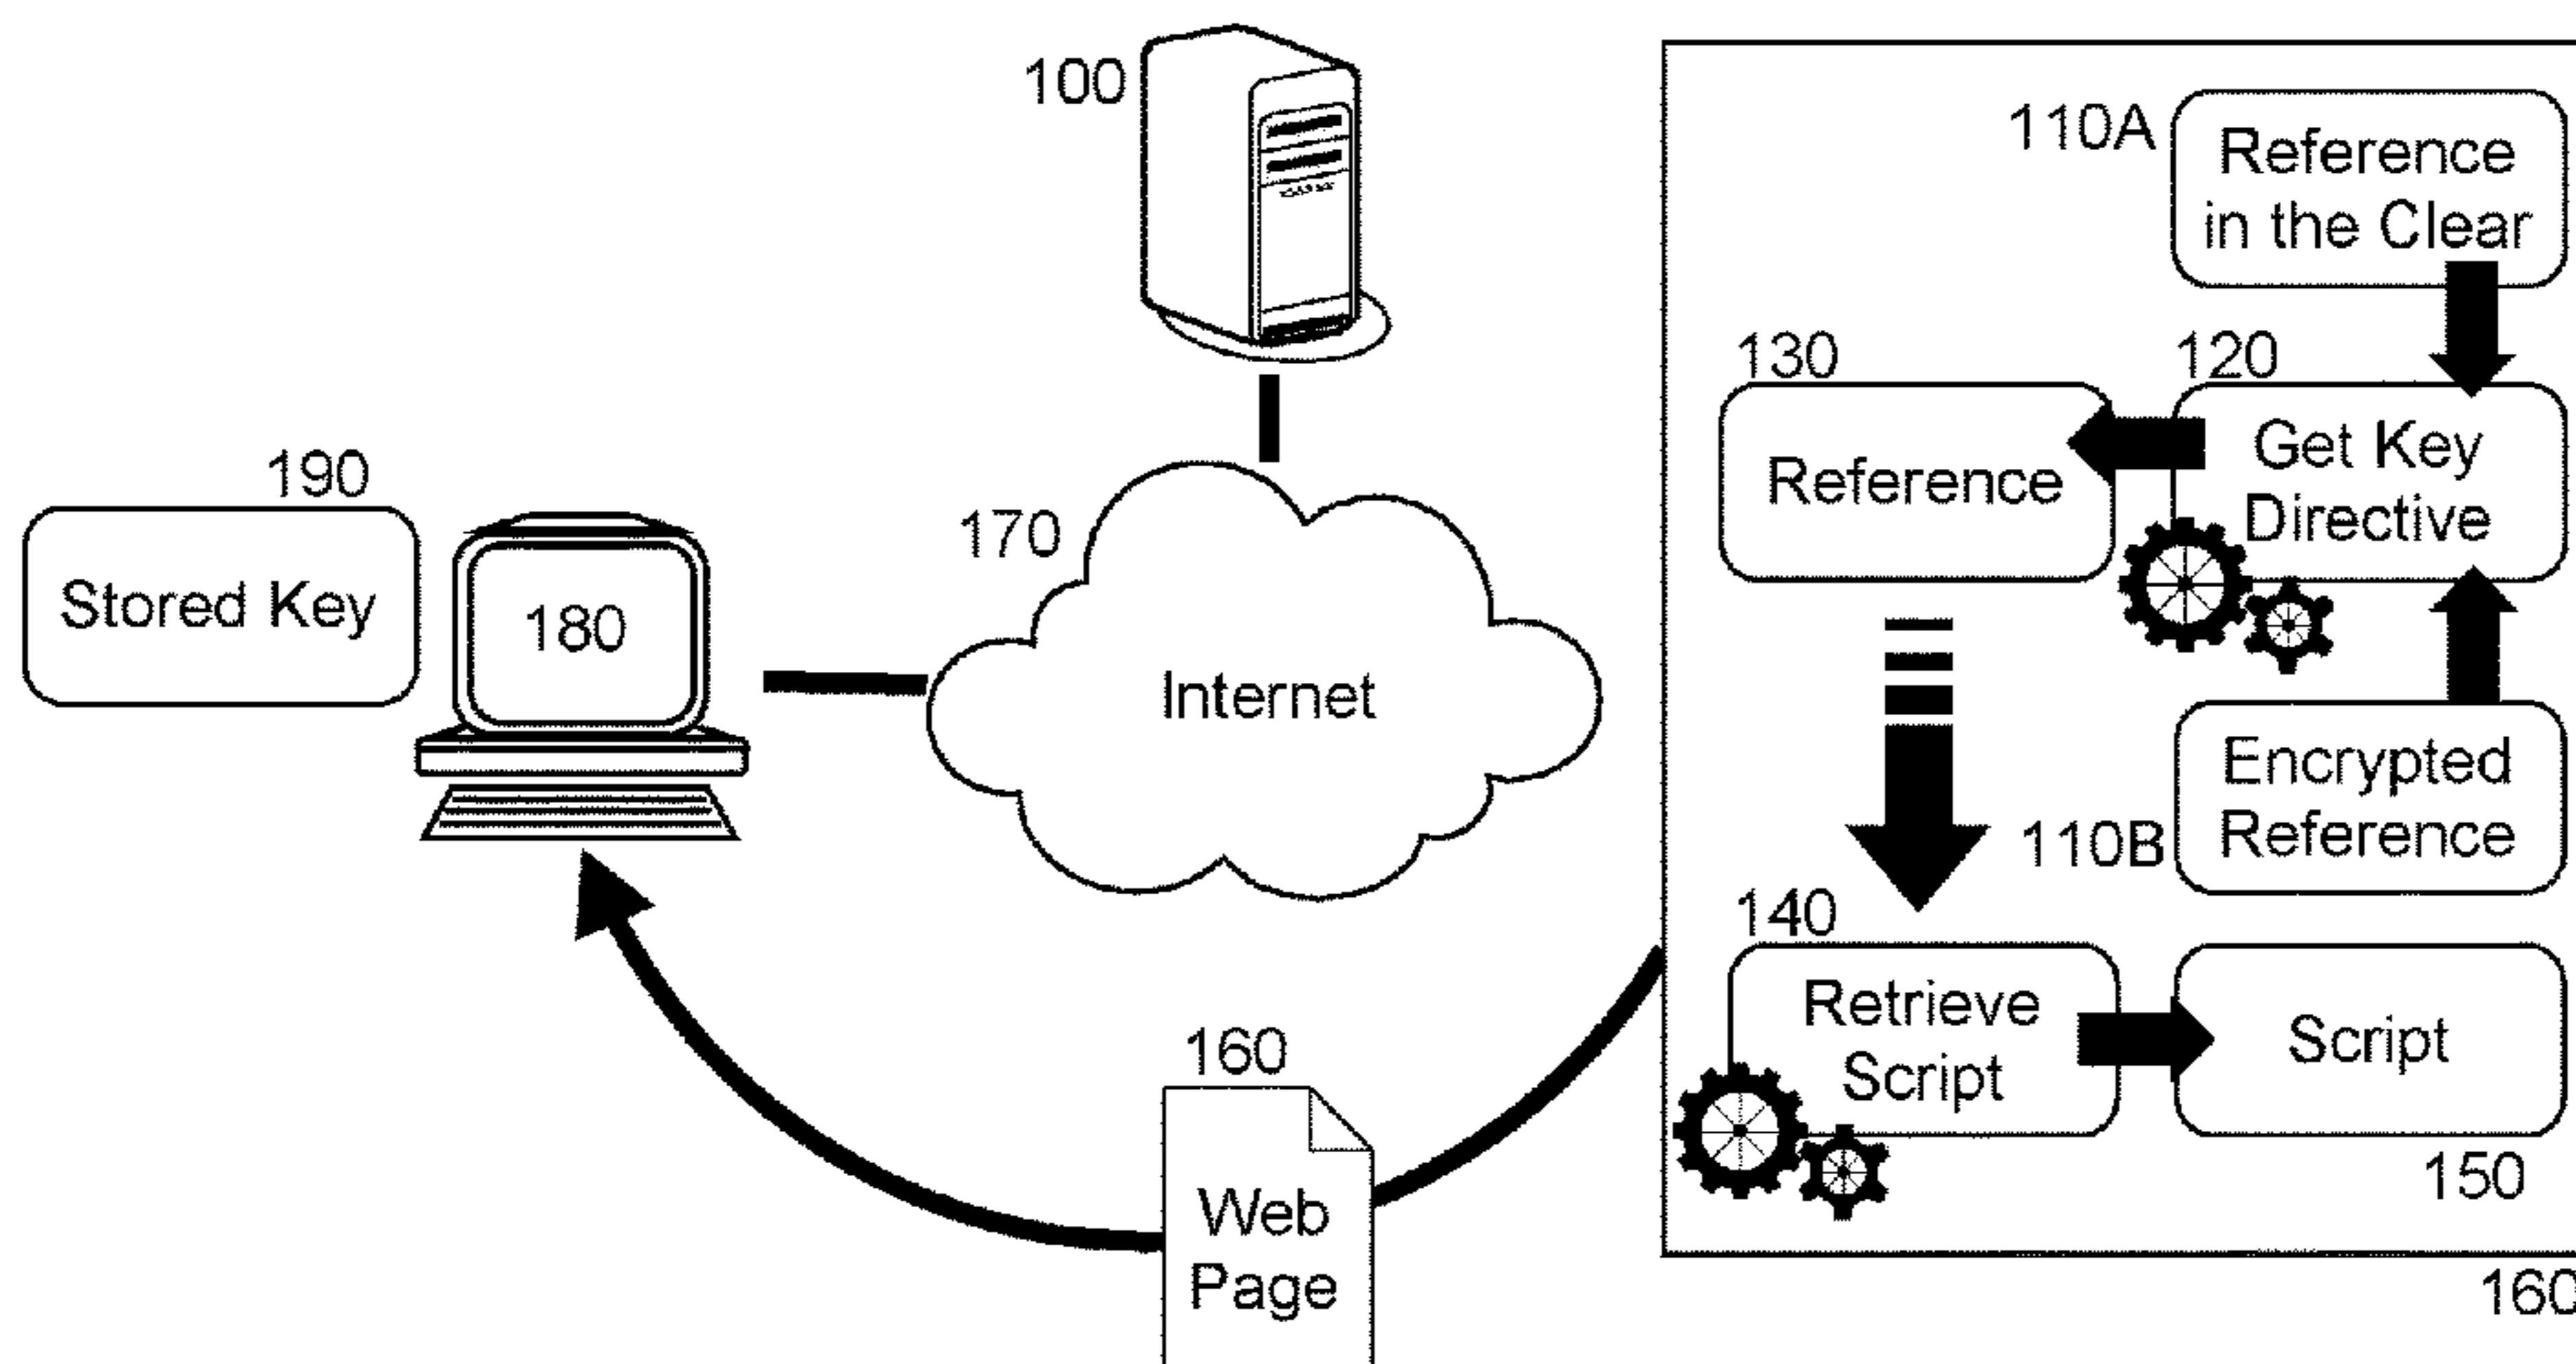 100
110A
Reference
in the Clear
130
120
Reference
Get Key
Directive
190
Stored Key
180
170
Internet
110B
Encrypted
Reference
140
Retrieve
Script
Script
150
160
Web
Page
160